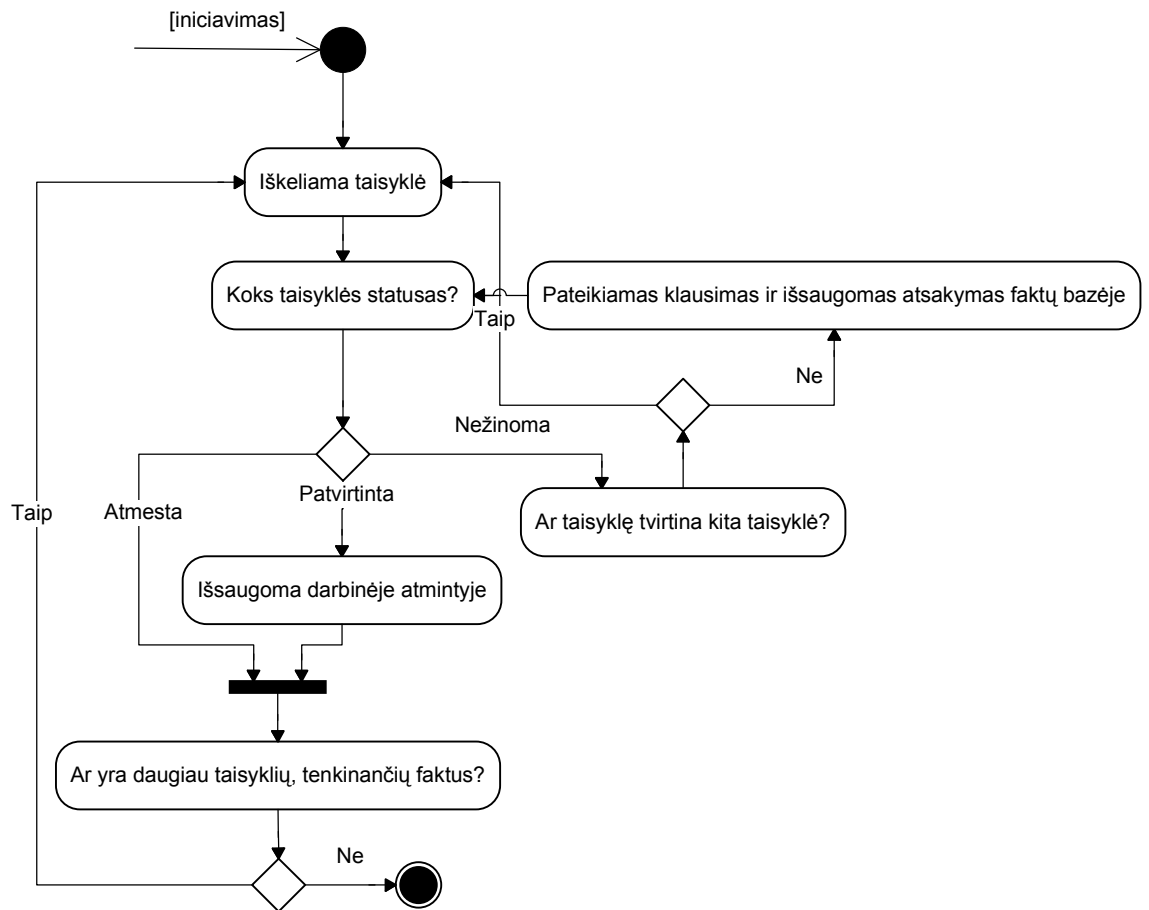 [iniciavimas]
Iškeliama taisyklė
Koks taisyklės statusas?
Pateikiamas klausimas ir išsaugomas atsakymas faktų bazėje
Taip
Ne
Nežinoma
Patvirtinta
Atmesta
Taip
Ar taisyklę tvirtina kita taisyklė?
Išsaugoma darbinėje atmintyje
Ar yra daugiau taisyklių, tenkinančių faktus?
Ne